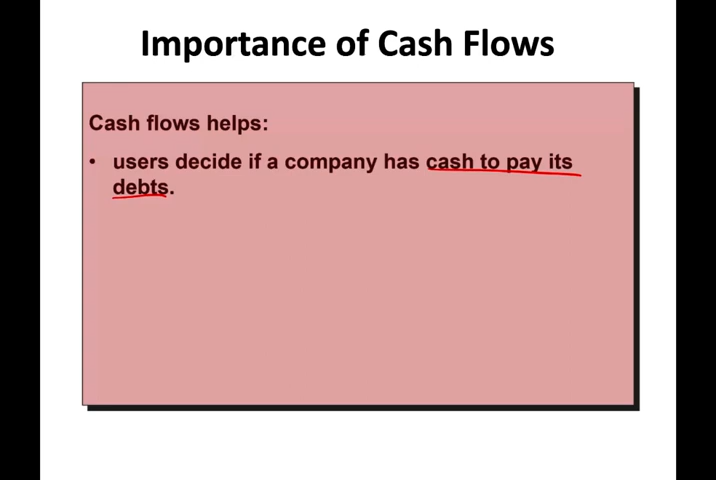 Importance of Cash Flows
Cash flows helps:
• users decide if a company has cash to pay its
debts.